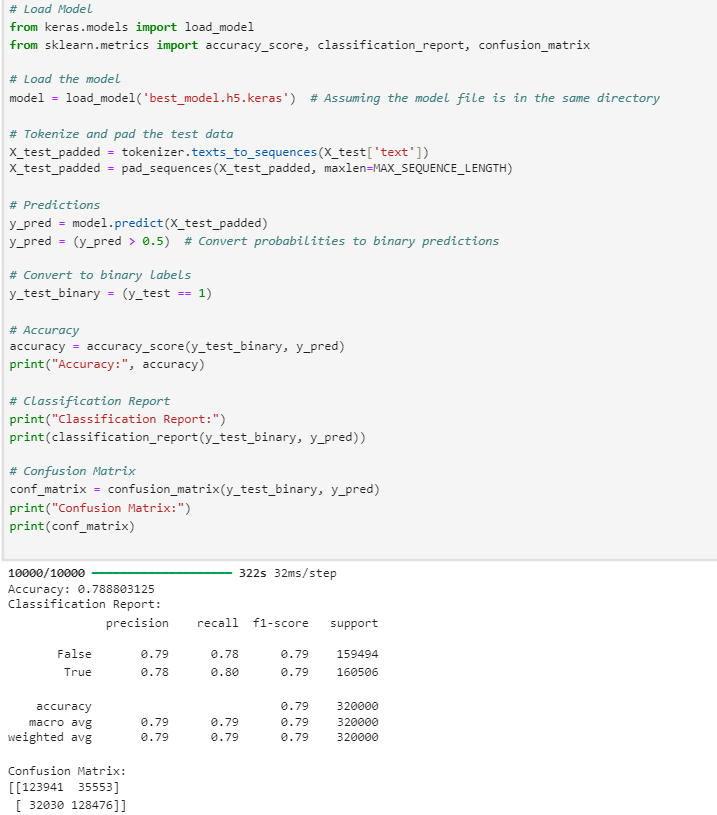 # Load Model
from keras.models import load_model
from sklearn.metrics import accuracy_score, classification_report, confusion_matrix
# Load the model
model = load_model('best_model.h5.keras')  # Assuming the model file is in the same directory
# Tokenize and pad the test data
X_test_padded = tokenizer.texts_to_sequences(X_test['text'])
X_test_padded = pad_sequences(X_test_padded, maxlen=MAX_SEQUENCE_LENGTH)
# Predictions
y_pred = model.predict(X_test_padded)
y_pred = (y_pred > 0.5)  # Convert probabilities to binary predictions
# Convert to binary labels
y_test_binary = (y_test == 1)
# Accuracy
accuracy = accuracy_score(y_test_binary, y_pred)
print("Accuracy:", accuracy)
# Classification Report
print("Classification Report:")
print(classification_report(y_test_binary, y_pred))
# Confusion Matrix
conf_matrix = confusion_matrix(y_test_binary, y_pred)
print("Confusion Matrix:")
print(conf_matrix)
10000/10000 322s 32ms/step
Accuracy: 0.788803125
Classification Report:
precision recall f1-score support
False 0.79 0.78 0.79 159494
True 0.78 0.80 0.79 160506
accuracy 0.79 320000
macro avg 0.79 0.79 0.79 320000
weighted avg 0.79 0.79 0.79 320000
Confusion Matrix:
[[123941  35553]
[ 32030 128476]]